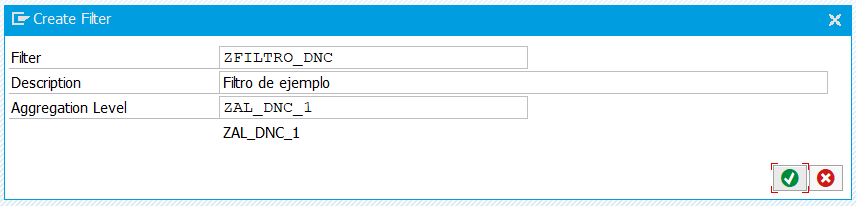 Create Filter
Filter ZFILTRO_DNC
Description Filtro de ejemplo
Aggregation Level ZAL_DNC_1
ZAL_DNC_1